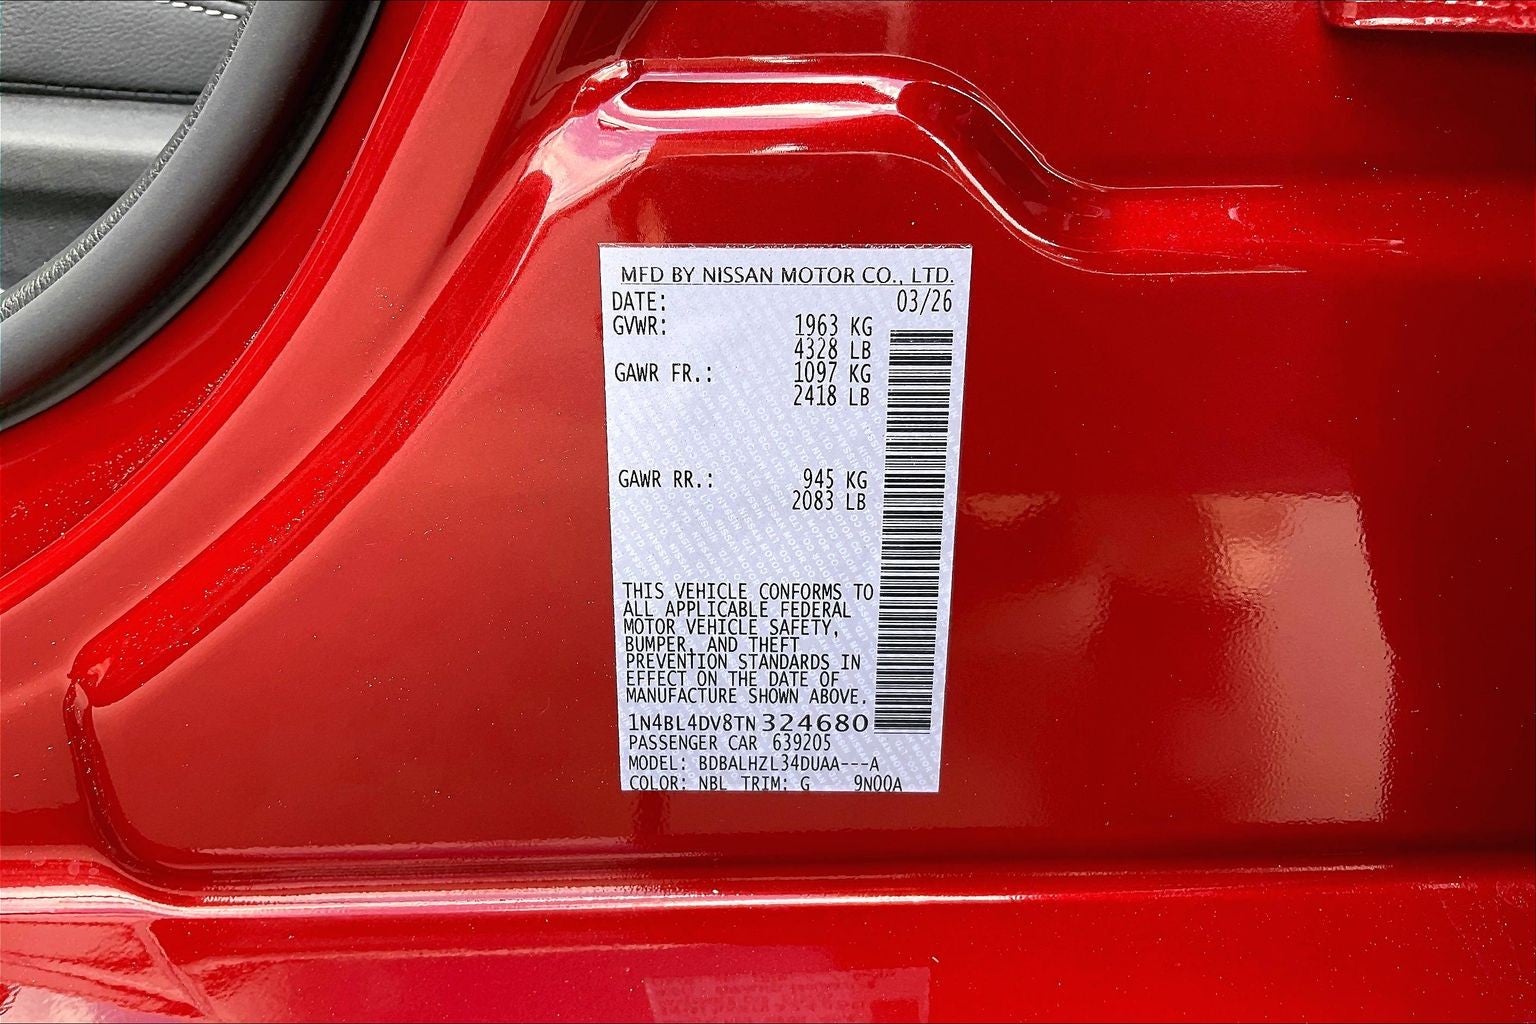 MFD BY NISSAN MOTOR CO., LTD.
DATE: 03/26
GVWR: 1963 KG
4328 LB
GAWR FR.: 1097 KG
2418 LB
GAWR RR.: 945 KG
2083 LB
THIS VEHICLE CONFORMS TO
ALL APPLICABLE FEDERAL
MOTOR VEHICLE SAFETY,
BUMPER, AND THEFT
PREVENTION STANDARDS IN
EFFECT ON THE DATE OF
MANUFACTURE SHOWN ABOVE.
1N4BL4DV8TN324680
PASSENGER CAR 639205
MODEL: BDBALHZL34DUAA---A
COLOR: NBL TRIM: G 9N00A